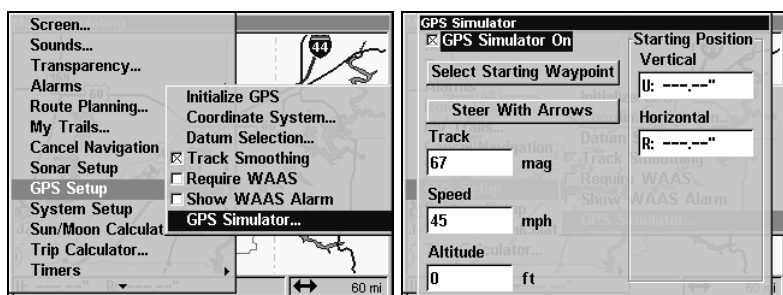 Screen...
Sounds...
Transparency...
Alarms
Route Planning...
My Trails...
Cancel Navigation
Sonar Setup
GPS Setup
System Setup
Sun/Moon Calculat
Trip Calculator...
Timers
Initialize GPS
Coordinate System...
Datum Selection...
Track Smoothing
Require WAAS
Show WAAS Alarm
GPS Simulator...
44
60 mi
GPS Simulator
GPS Simulator On
Select Starting Waypoint
Steer With Arrows
Track
67 mag
Speed
45 mph
Altitude
0 ft
Starting Position
Vertical
U: ---.--"
Horizontal
R: ---.--"
60 mi